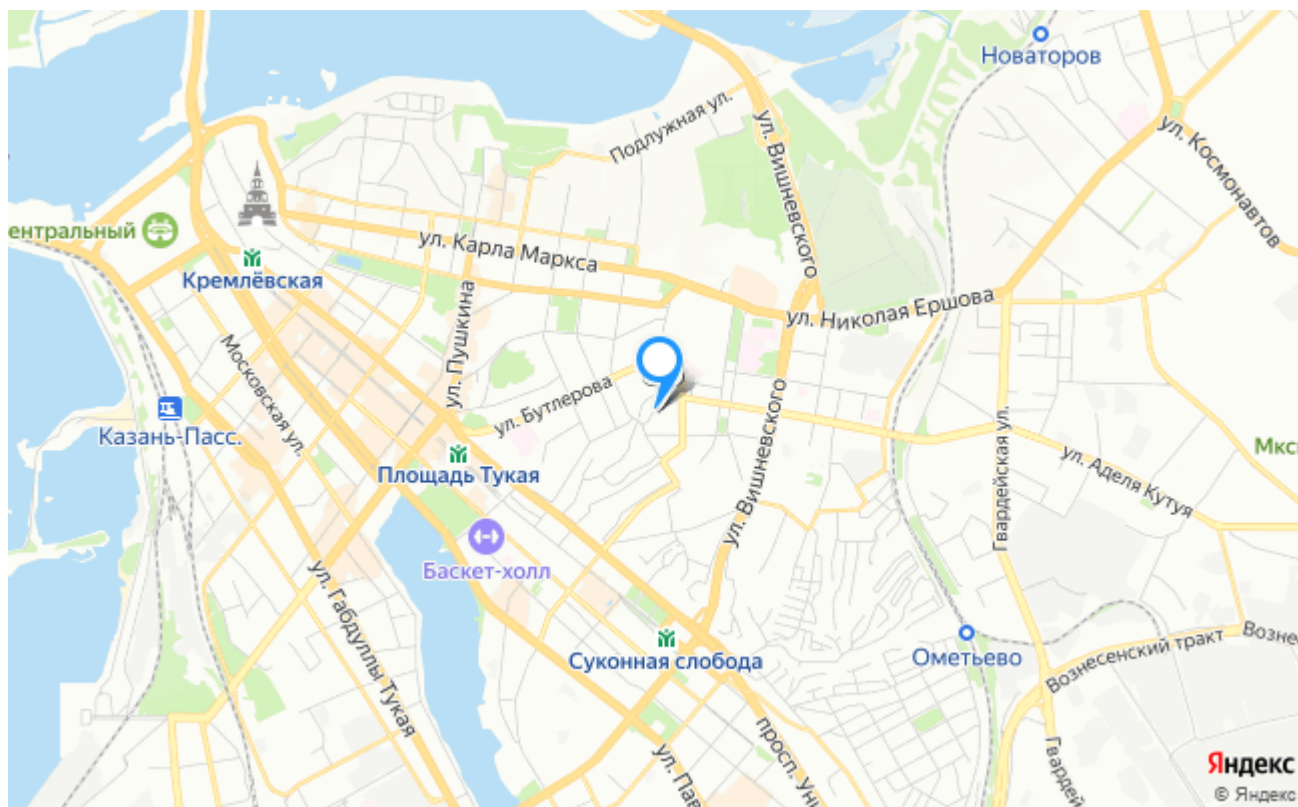 Новаторов
Подлужная ул.
ул. Вишневского
ул. Космонавтов
ентральный
ул. Карла Маркса
Кремлёвская
ул. Николая Ершова
ул. Пушкина
Московская ул.
ул. Бутлерова
Казань-Пасс.
Площадь Тукая
ул. Вишневского
Гвардейская ул.
ул. Аделя Кутуя
Мкс
Баскет-холл
ул. Габдуллы Тукая
Суконная слобода
Ометьево
Вознесенский тракт
Вознес
просп. Уни
ул. Пав
Гвардей
Яндекс
© Яндекс